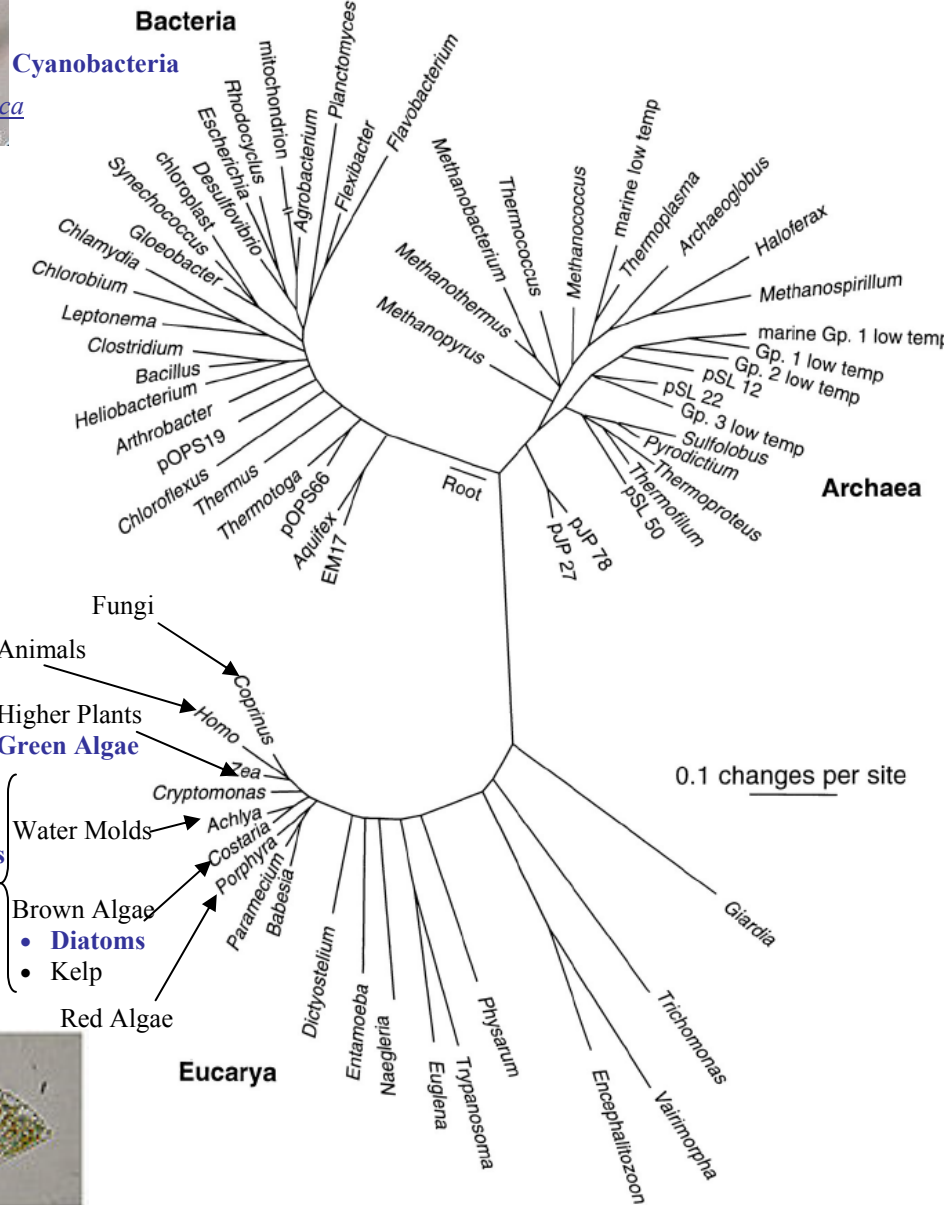 Bacteria
Cyanobacteria
ca
Planctomyces
Flavobacterium
mitochondrion
Rhodocyclus
Escherichia
Agrobacterium
Flexibacter
Desulfovibrio
chloroplast
Synechococcus
Gloeobacter
Chlamydia
Chlorobium
Leptonema
Clostridium
Bacillus
Heliobacterium
Arthrobacter
pOPS19
Chloroflexus
Thermus
Thermotoga
pOPS66
Aquifex
EM17
Root
Methanopyrus
Methanothermus
Methanobacterium
Thermococcus
Methanococcus
marine low temp
Thermoplasma
Archaeoglobus
Haloferax
Methanospirillum
marine Gp. 1 low temp
Gp. 1 low temp
Gp. 2 low temp
pSL 12
pSL 22
Gp. 3 low temp
Sulfolobus
Pyrodictium
Thermoproteus
Thermofilum
pSL 50
pJP 78
pJP 27
Archaea
Fungi
Animals
Higher Plants
Green Algae
Water Molds
s
Brown Algae
• Diatoms
• Kelp
Red Algae
Coprinus
Homo
Zea
Cryptomonas
Achlya
Costaria
Porphyra
Paramecium
Babesia
Dictyostelium
Entamoeba
Naegleria
Euglena
Trypanosoma
Physarum
Encephalitozoon
Vairimorpha
Trichomonas
Giardia
0.1 changes per site
Eucarya